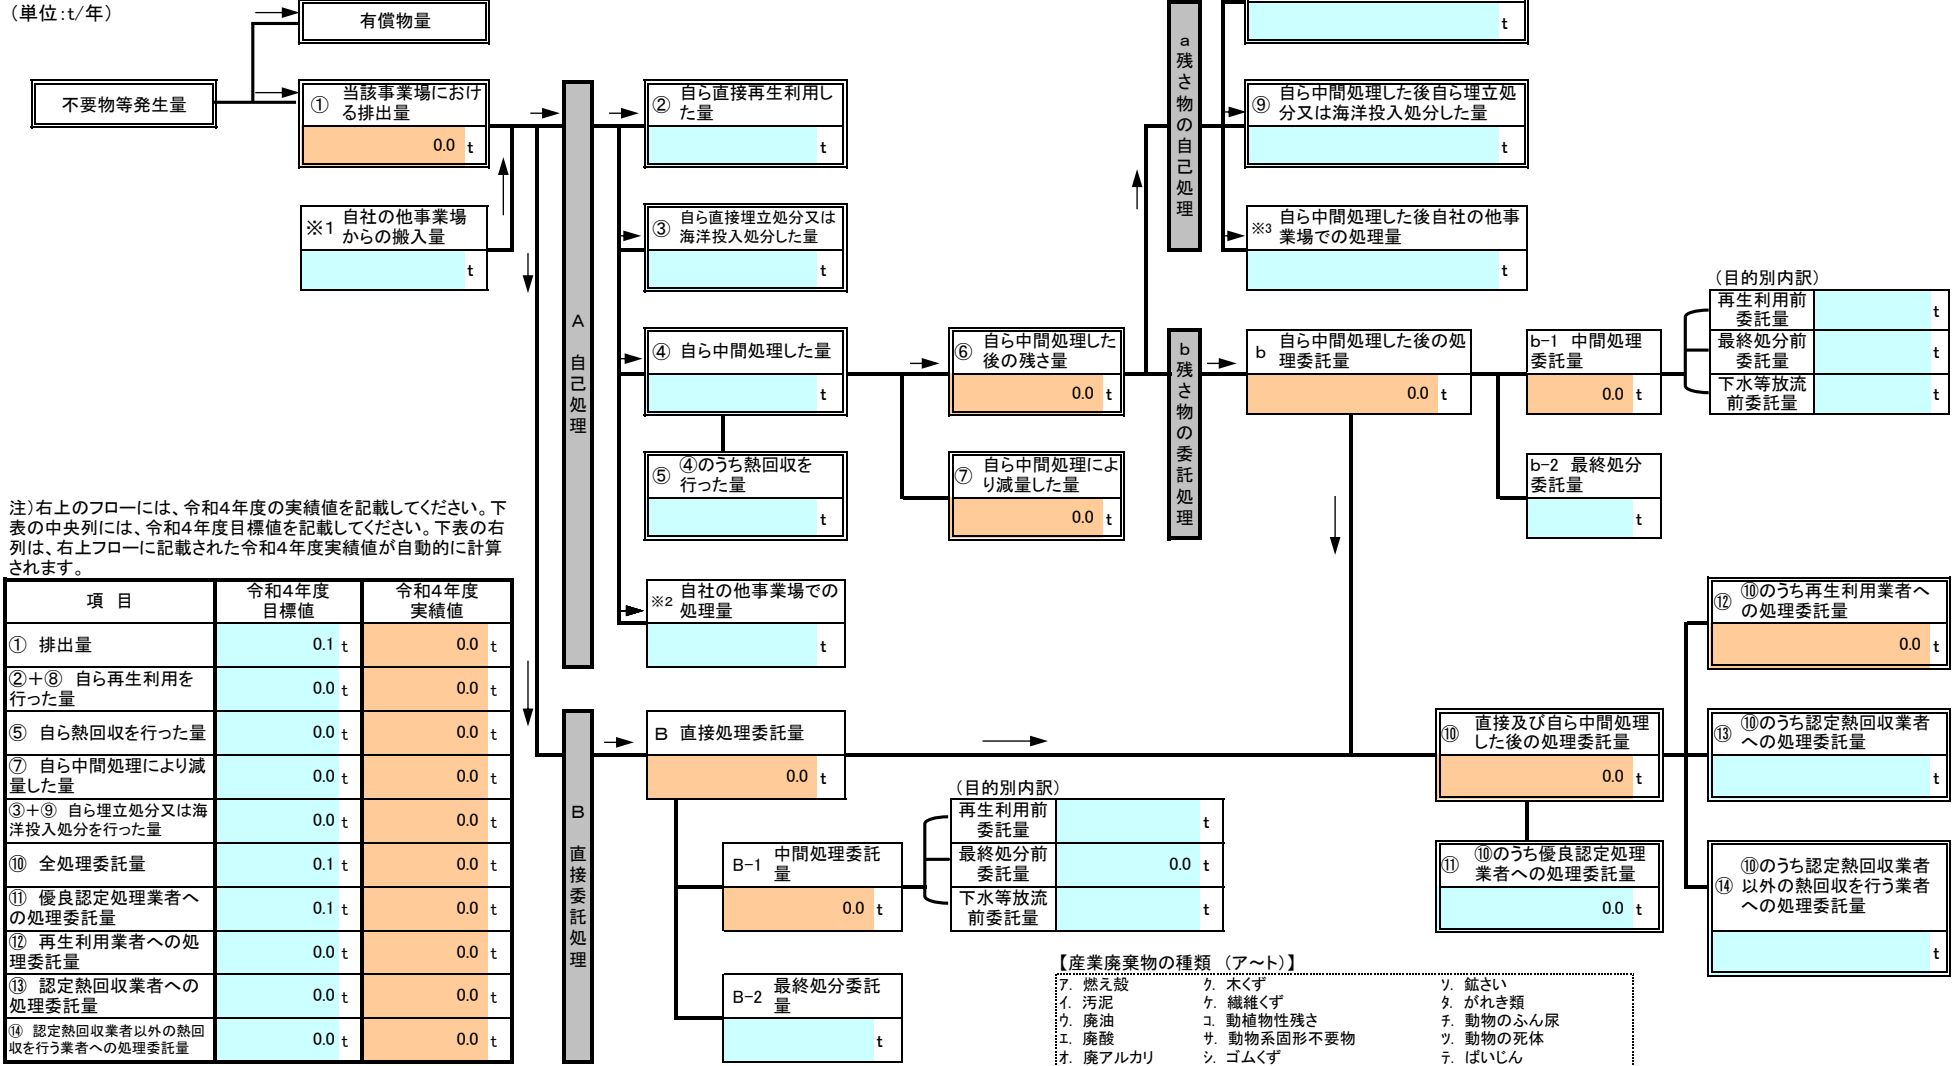 (単位:t/年)
有償物量
t
不要物等発生量
① 当該事業場におけ
る排出量
0.0 t
※1 自社の他事業場
からの搬入量
t
A 自己処理
② 自ら直接再生利用し
た量
t
③ 自ら直接埋立処分又は
海洋投入処分した量
t
④ 自ら中間処理した量
t
⑤ ④のうち熱回収を
行った量
t
※2 自社の他事業場での
処理量
t
⑥ 自ら中間処理した
後の残さ量
0.0 t
⑦ 自ら中間処理によ
り減量した量
0.0 t
a 残さ物の自己処理
⑨ 自ら中間処理した後自ら埋立処
分又は海洋投入処分した量
t
※3 自ら中間処理した後自社の他事
業場での処理量
t
b 残さ物の委託処理
b 自ら中間処理した後の処
理委託量
0.0 t
b-1 中間処理
委託量
0.0 t
b-2 最終処分
委託量
t
(目的別内訳)
再生利用前
委託量
t
最終処分前
委託量
t
下水等放流
前委託量
t
注)右上のフローには、令和4年度の実績値を記載してください。下
表の中央列には、令和4年度目標値を記載してください。下表の右
列は、右上フローに記載された令和4年度実績値が自動的に計算
されます。
項 目 令和4年度 令和4年度
目標値 実績値
① 排出量 0.1 t 0.0 t
②+⑧ 自ら再生利用を
行った量 0.0 t 0.0 t
⑤ 自ら熱回収を行った量 0.0 t 0.0 t
⑦ 自ら中間処理により減
量した量 0.0 t 0.0 t
③+⑨ 自ら埋立処分又は海
洋投入処分を行った量 0.0 t 0.0 t
⑩ 全処理委託量 0.1 t 0.0 t
⑪ 優良認定処理業者へ
の処理委託量 0.1 t 0.0 t
⑫ 再生利用業者への処
理委託量 0.0 t 0.0 t
⑬ 認定熱回収業者への
処理委託量 0.0 t 0.0 t
⑭ 認定熱回収業者以外の熱回
収を行う業者への処理委託量 0.0 t 0.0 t
B 直接委託処理
B 直接処理委託量
0.0 t
B-1 中間処理委託
量
0.0 t
B-2 最終処分委託
量
t
(目的別内訳)
再生利用前
委託量
t
最終処分前
委託量
0.0 t
下水等放流
前委託量
t
⑩ 直接及び自ら中間処理
した後の処理委託量
0.0 t
⑪ ⑩のうち優良認定処理
業者への処理委託量
0.0 t
⑫ ⑩のうち再生利用業者へ
の処理委託量
0.0 t
⑬ ⑩のうち認定熱回収業者
への処理委託量
t
⑭ ⑩のうち認定熱回収業者
以外の熱回収を行う業者
への処理委託量
t
【産業廃棄物の種類 (ア~ト)】
ア. 燃え殻 ク. 木くず ソ. 鉱さい
イ. 汚泥 ケ. 繊維くず タ. がれき類
ウ. 廃油 コ. 動植物性残さ チ. 動物のふん尿
エ. 廃酸 サ. 動物系固形不要物 ツ. 動物の死体
オ. 廃アルカリ シ. ゴムくず テ. ばいじん